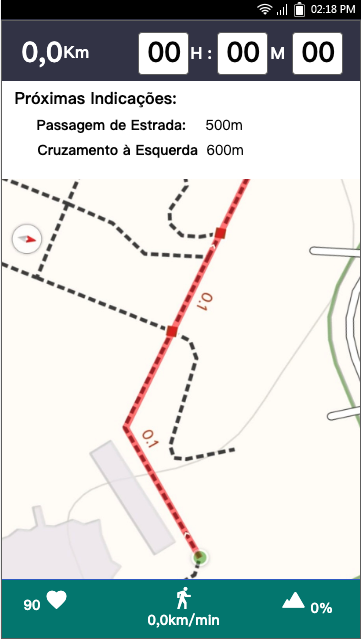 02:18 PM
0,0Km 00 H : 00 M 00
Próximas Indicações:
Passagem de Estrada: 500m
Cruzamento à Esquerda 600m
0.1
0.1
90 0,0km/min 0%